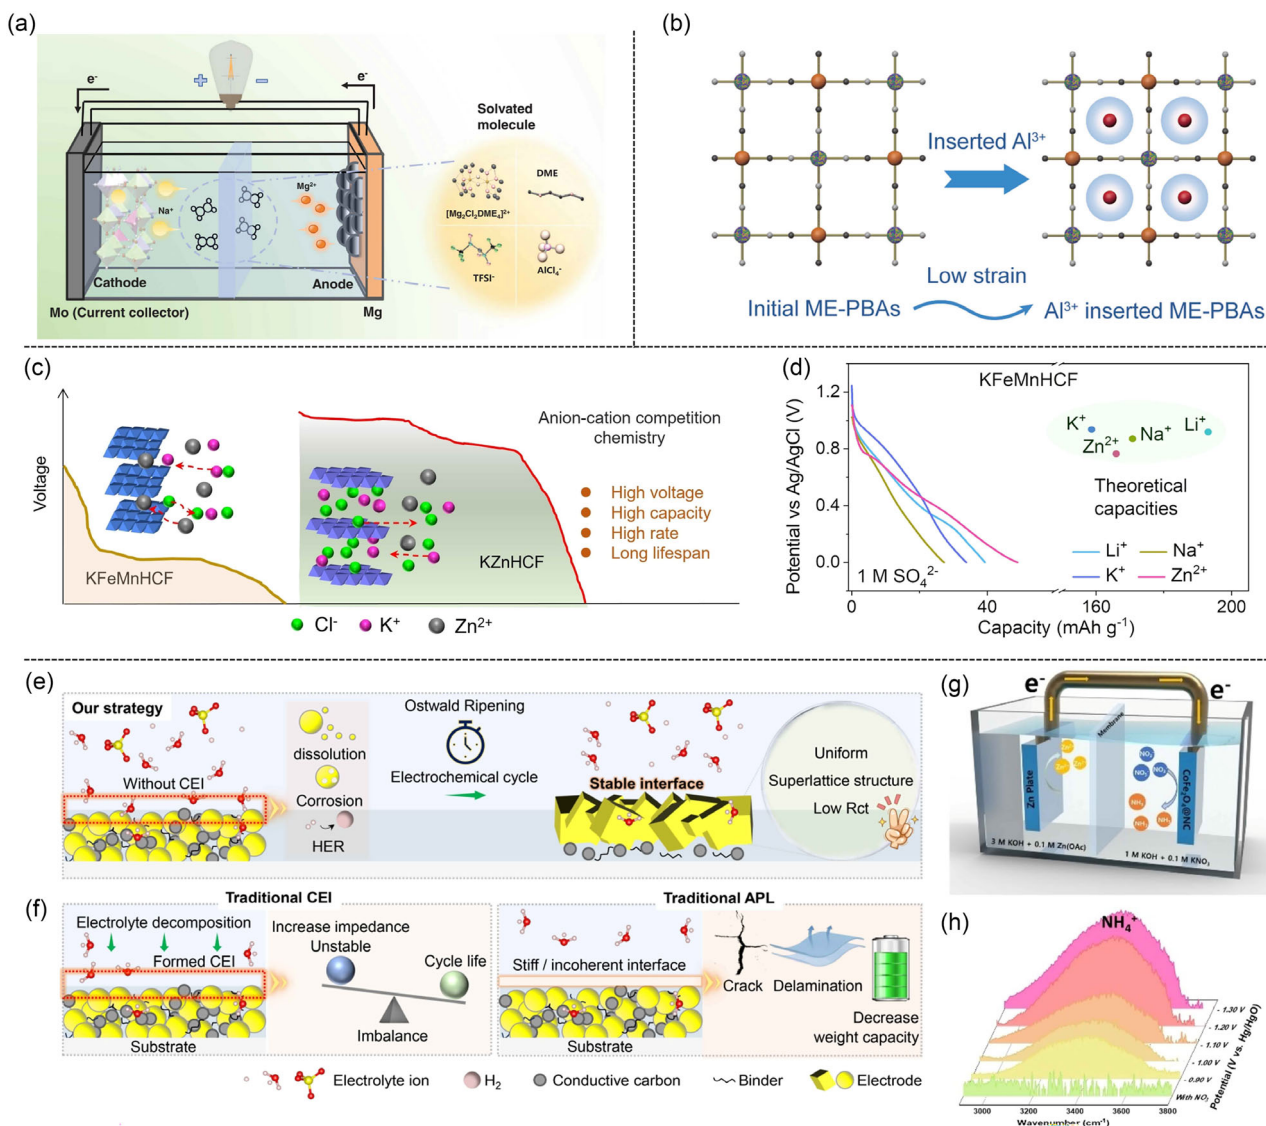 (a)
e-
+
−
e-
Solvated
molecule
DME
[Mg2Cl2DME4]2+
TFSI-
AlCl4-
Na+
Mg2+
Cathode
Anode
Mo (Current collector)
Mg
(b)
Inserted Al3+
Low strain
Initial ME-PBAs
Al3+ inserted ME-PBAs
(c)
Voltage
KFeMnHCF
KZnHCF
Anion-cation competition
chemistry
High voltage
High capacity
High rate
Long lifespan
Cl-
K+
Zn2+
(d)
KFeMnHCF
Potential vs Ag/AgCl (V)
1.2
0.8
0.4
0.0
K+
Zn2+
Na+
Li+
Theoretical
capacities
Li+
Na+
K+
Zn2+
1 M SO42-
0
40
160
200
Capacity (mAh g-1)
(e)
Our strategy
Without CEI
dissolution
Corrosion
HER
Ostwald Ripening
Electrochemical cycle
Stable interface
Uniform
Superlattice structure
Low Rct
(f)
Traditional CEI
Electrolyte decomposition
Formed CEI
Substrate
Increase impedance
Unstable
Cycle life
Imbalance
Traditional APL
Stiff / incoherent interface
Substrate
Crack
Delamination
Decrease
weight capacity
Electrolyte ion
H2
Conductive carbon
Binder
Electrode
(g)
e-
e-
Membrane
Zn Plate
CoFe2O4@NC
3 M KOH + 0.1 M Zn(OAc)
1 M KOH + 0.1 M KNO3
(h)
NH4+
- 1.30 V
- 1.20 V
- 1.10 V
- 1.00 V
- 0.90 V
Potential (V vs. Hg/HgO)
3000
3200
3400
3600
3800
Wavenumber (cm-1)